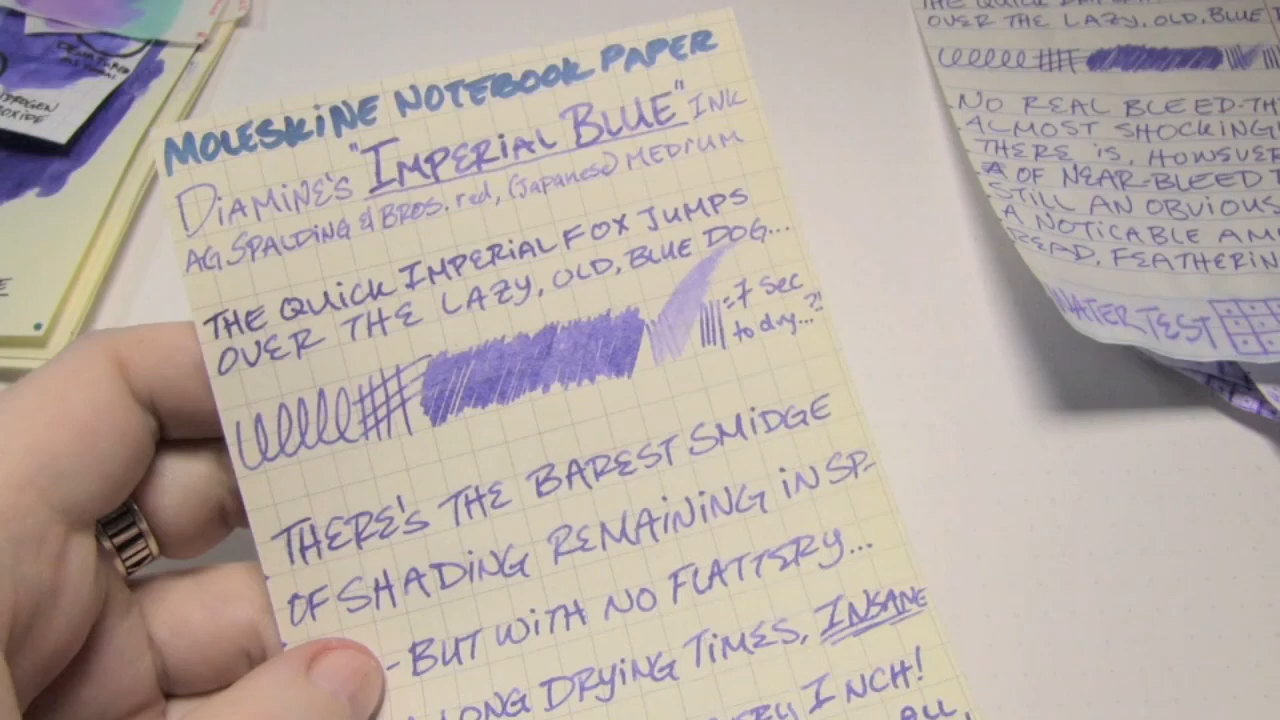 MOLESKiNE NOTEBOOK PAPER
DiAMiNE'S "IMPERIAL BLUE" INK
AG. SPALDiNG & BROS. red, (Japanese) MEDIUM
THE QUiCK IMPERiAL FOX JUMPS
OVER THE LAZY, OLD, BLUE DOG...
=7 Sec
to dry...?!
THERE'S THE BAREST SMiDGE
OF SHADiNG REMAiNiNG iN SP-
- BUT WiTH NO FLATTERY...
LONG DRYiNG TiMES, INSANE
INCH!
ALL,
OVER THE LAZY, OLD, BLUE
NO REAL BLEED-TH
ALMOST SHOCKiNG
THERE iS, HOWEVER
OF NEAR-BLEED T
STiLL AN OBViOUS
A NOTiCABLE AM
READ, FEATHERiN
WATER TEST